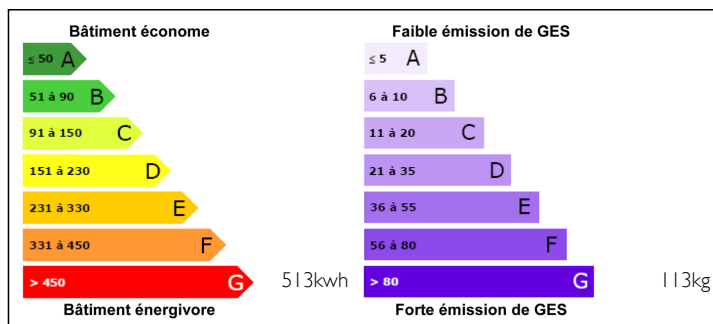 Bâtiment économe
≤ 50 A
51 à 90 B
91 à 150 C
151 à 230 D
231 à 330 E
331 à 450 F
> 450 G 513kwh
Bâtiment énergivore
Faible émission de GES
≤ 5 A
6 à 10 B
11 à 20 C
21 à 35 D
36 à 55 E
56 à 80 F
> 80 G 113kg
Forte émission de GES